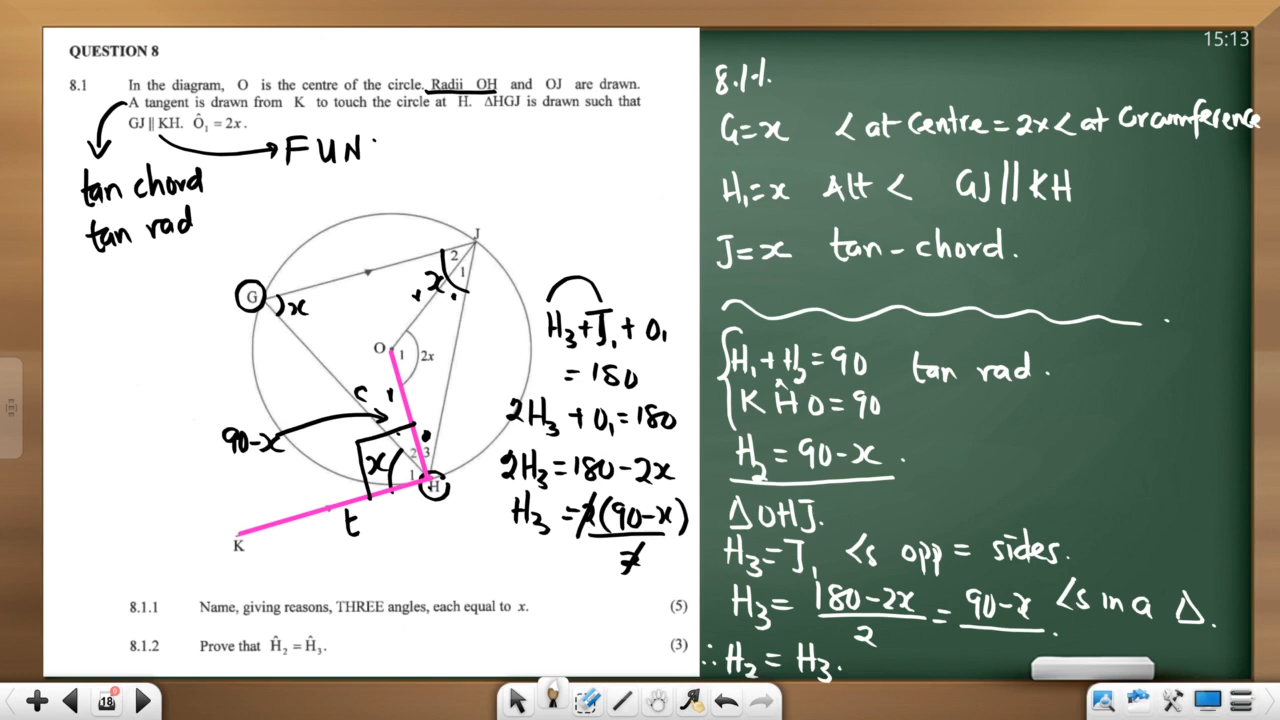 QUESTION 8
8.1 In the diagram, O is the centre of the circle. Radii OH and OJ are drawn.
A tangent is drawn from K to touch the circle at H. ΔHGJ is drawn such that
GJ || KH. Ô₁ = 2x.
FUN
tan chord
tan rad
J
2
1
x
G
x
O
1
2x
90-x
x
2
3
1
H
t
K
H₃+J₁+O₁
= 180
2H₃ + O₁ = 180
2H₃ = 180 - 2x
H₃ = 2(90-x)
2
8.1.1 Name, giving reasons, THREE angles, each equal to x. (5)
8.1.2 Prove that Ĥ₂ = Ĥ₃. (3)
15:13
8.1.1.
G=x < at centre = 2x< at circumference
H₁=x Alt < GJ || KH
J=x tan-chord.
H₁ + H₂ = 90 tan rad.
KĤO = 90
H₂ = 90-x.
Δ OHJ.
H₃ = J₁ <s opp = sides.
H₃ = 180-2x / 2 = 90-x <s in a Δ.
∴ H₂ = H₃.
18